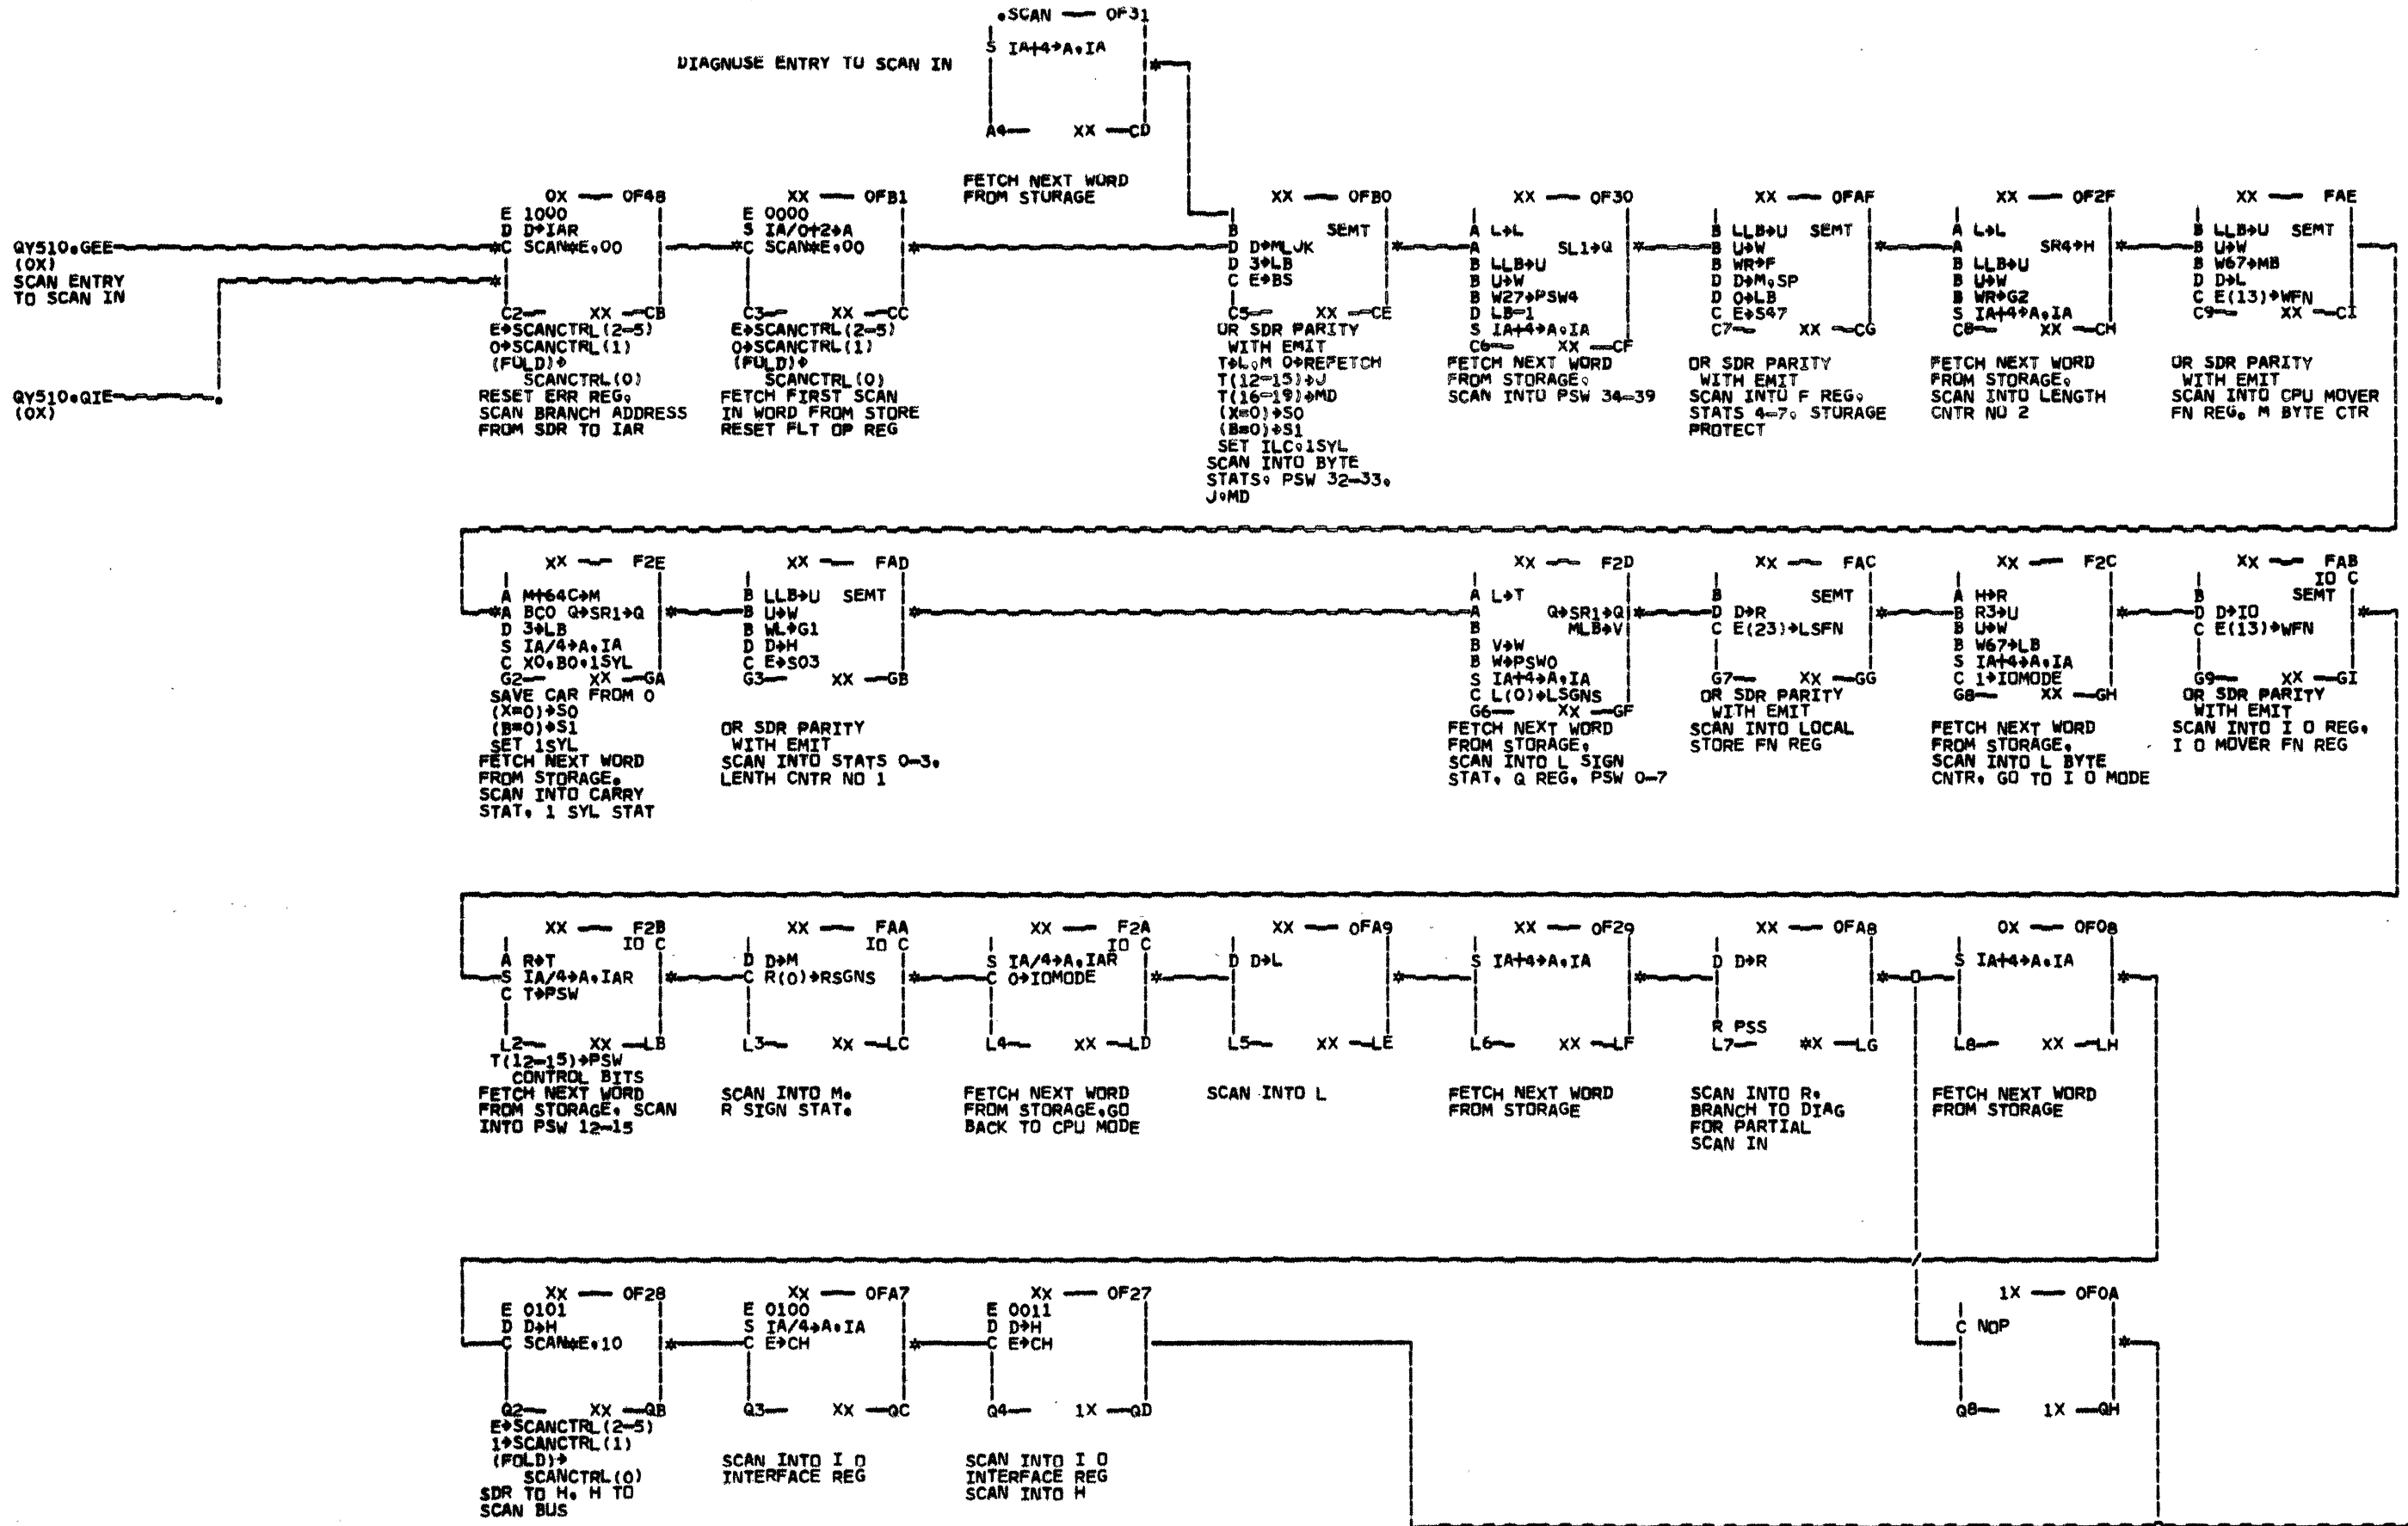 .SCAN — 0F31
S IA+4→A,IA
DIAGNUSE ENTRY TU SCAN IN
A4— XX —CD
FETCH NEXT WURD
FROM STURAGE
QY510.GEE
(0X)
SCAN ENTRY
TO SCAN IN
QY510.QIE
(0X)
0X — 0F48
E 1000
D D→IAR
C SCAN*E,00
C2— XX —CB
E→SCANCTRL(2-5)
0→SCANCTRL(1)
(FULD)→
SCANCTRL(0)
RESET ERR REG,
SCAN BRANCH ADDRESS
FROM SDR TO IAR
XX — 0FB1
E 0000
S IA/0+2→A
C SCAN*E,00
C3— XX —CC
E→SCANCTRL(2-5)
0→SCANCTRL(1)
(FULD)→
SCANCTRL(0)
FETCH FIRST SCAN
IN WORD FROM STORE
RESET FLT OP REG
XX — 0FB0
B SEMT
D D→MLJK
D 3→LB
C E→BS
C5— XX —CE
UR SDR PARITY
WITH EMIT
T→L,M 0→REFETCH
T(12-15)→J
T(16-19)→MD
(X=0)→S0
(B=0)→S1
SET ILC,1SYL
SCAN INTO BYTE
STATS, PSW 32-33,
J,MD
XX — 0F30
A L→L
A SL1→Q
B LLB→U
B U→W
B W27→PSW4
D LB-1
S IA+4→A,IA
C6— XX —CF
FETCH NEXT WORD
FROM STORAGE,
SCAN INTO PSW 34-39
XX — 0FAF
B LLB→U SEMT
B U→W
B WR→F
D D→M,SP
D 0→LB
C E→S47
C7— XX —CG
OR SDR PARITY
WITH EMIT
SCAN INTO F REG,
STATS 4-7, STURAGE
PROTECT
XX — 0F2F
A L→L
A SR4→H
B LLB→U
B U→W
B WR→G2
S IA+4→A,IA
C8— XX —CH
FETCH NEXT WORD
FROM STORAGE,
SCAN INTO LENGTH
CNTR NU 2
XX — FAE
B LLB→U SEMT
B U→W
B W67→MB
D D→L
C E(13)→WFN
C9— XX —CI
OR SDR PARITY
WITH EMIT
SCAN INTO CPU MOVER
FN REG, M BYTE CTR
XX — F2E
A M+64C→M
A BC0 Q→SR1→Q
D 3→LB
S IA/4→A,IA
C X0,B0,1SYL
G2— XX —GA
SAVE CAR FROM 0
(X=0)→S0
(B=0)→S1
SET 1SYL
FETCH NEXT WORD
FROM STORAGE,
SCAN INTO CARRY
STAT, 1 SYL STAT
XX — FAD
B LLB→U SEMT
B U→W
B WL→G1
D D→H
C E→S03
G3— XX —GB
OR SDR PARITY
WITH EMIT
SCAN INTO STATS 0-3,
LENTH CNTR NO 1
XX — F2D
A L→T
A Q→SR1→Q
B MLB→V
B V→W
B W→PSW0
S IA+4→A,IA
C L(0)→LSGNS
G6— XX —GF
FETCH NEXT WORD
FROM STORAGE,
SCAN INTO L SIGN
STAT, Q REG, PSW 0-7
XX — FAC
B SEMT
D D→R
C E(23)→LSFN
G7— XX —GG
OR SDR PARITY
WITH EMIT
SCAN INTO LOCAL
STORE FN REG
XX — F2C
A H→R
B R3→U
B U→W
B W67→LB
S IA+4→A,IA
C 1→IOMODE
G8— XX —GH
FETCH NEXT WORD
FROM STORAGE,
SCAN INTO L BYTE
CNTR, GO TO I O MODE
XX — FAB
IO C
B SEMT
D D→IO
C E(13)→WFN
G9— XX —GI
OR SDR PARITY
WITH EMIT
SCAN INTO I O REG,
I O MOVER FN REG
XX — F2B
IO C
A R→T
S IA/4→A,IAR
C T→PSW
L2— XX —LB
T(12-15)→PSW
CONTROL BITS
FETCH NEXT WORD
FROM STORAGE, SCAN
INTO PSW 12-15
XX — FAA
IO C
D D→M
C R(0)→RSGNS
L3— XX —LC
SCAN INTO M,
R SIGN STAT,
XX — F2A
IO C
S IA/4→A,IAR
C 0→IOMODE
L4— XX —LD
FETCH NEXT WORD
FROM STORAGE,GO
BACK TO CPU MODE
XX — 0FA9
D D→L
L5— XX —LE
SCAN INTO L
XX — 0F29
S IA+4→A,IA
L6— XX —LF
FETCH NEXT WORD
FROM STORAGE
XX — 0FA8
D D→R
R PSS
L7— *X —LG
SCAN INTO R,
BRANCH TO DIAG
FOR PARTIAL
SCAN IN
0X — 0F08
S IA+4→A,IA
L8— XX —LH
FETCH NEXT WORD
FROM STORAGE
XX — 0F28
E 0101
D D→H
C SCAN*E,10
Q2— XX —QB
E→SCANCTRL(2-5)
1→SCANCTRL(1)
(FOLD)→
SCANCTRL(0)
SDR TO H, H TO
SCAN BUS
XX — 0FA7
E 0100
S IA/4→A,IA
C E→CH
Q3— XX —QC
SCAN INTO I O
INTERFACE REG
XX — 0F27
E 0011
D D→H
C E→CH
Q4— 1X —QD
SCAN INTO I O
INTERFACE REG
SCAN INTO H
1X — 0F0A
C NOP
Q8— 1X —QH